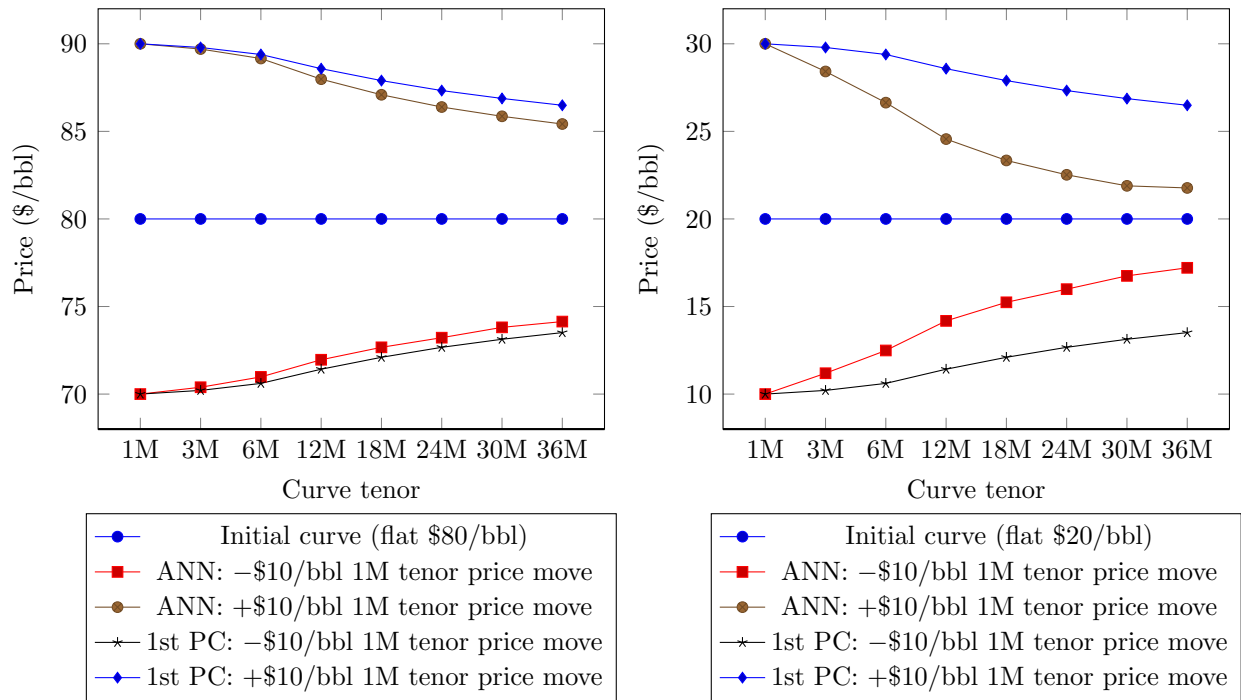 90
85
80
75
70
Price ($/bbl)
1M 3M 6M 12M 18M 24M 30M 36M
Curve tenor
Initial curve (flat $80/bbl)
ANN: −$10/bbl 1M tenor price move
ANN: +$10/bbl 1M tenor price move
1st PC: −$10/bbl 1M tenor price move
1st PC: +$10/bbl 1M tenor price move
30
25
20
15
10
Price ($/bbl)
1M 3M 6M 12M 18M 24M 30M 36M
Curve tenor
Initial curve (flat $20/bbl)
ANN: −$10/bbl 1M tenor price move
ANN: +$10/bbl 1M tenor price move
1st PC: −$10/bbl 1M tenor price move
1st PC: +$10/bbl 1M tenor price move